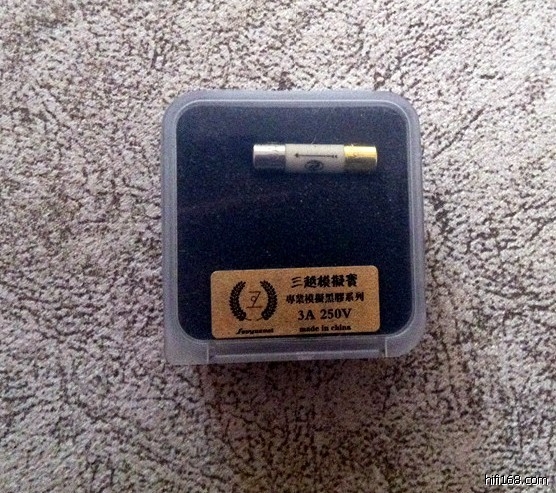 三越模擬音
專業模擬黑膠系列
3A 250V
made in china
hifi168.com